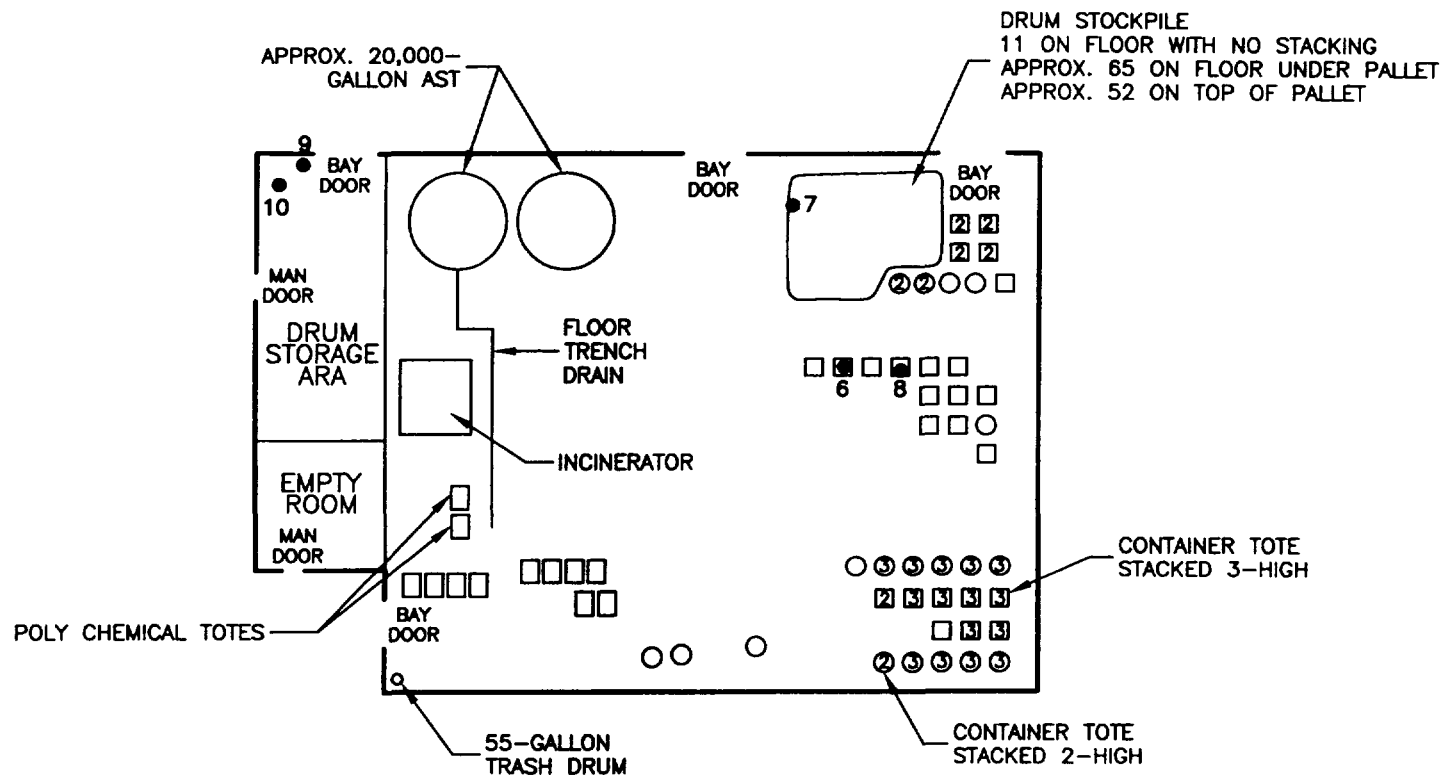 DRUM STOCKPILE
11 ON FLOOR WITH NO STACKING
APPROX. 65 ON FLOOR UNDER PALLET
APPROX. 52 ON TOP OF PALLET
APPROX. 20,000-
GALLON AST
9
BAY
DOOR
10
BAY
DOOR
7
BAY
DOOR
2 2
2 2
2 2
MAN
DOOR
DRUM
STORAGE
ARA
FLOOR
TRENCH
DRAIN
6 8
INCINERATOR
EMPTY
ROOM
MAN
DOOR
CONTAINER TOTE
STACKED 3-HIGH
3 3 3 3 3
2 3 3 3 3
3 3
2 3 3 3 3
POLY CHEMICAL TOTES
BAY
DOOR
55-GALLON
TRASH DRUM
CONTAINER TOTE
STACKED 2-HIGH